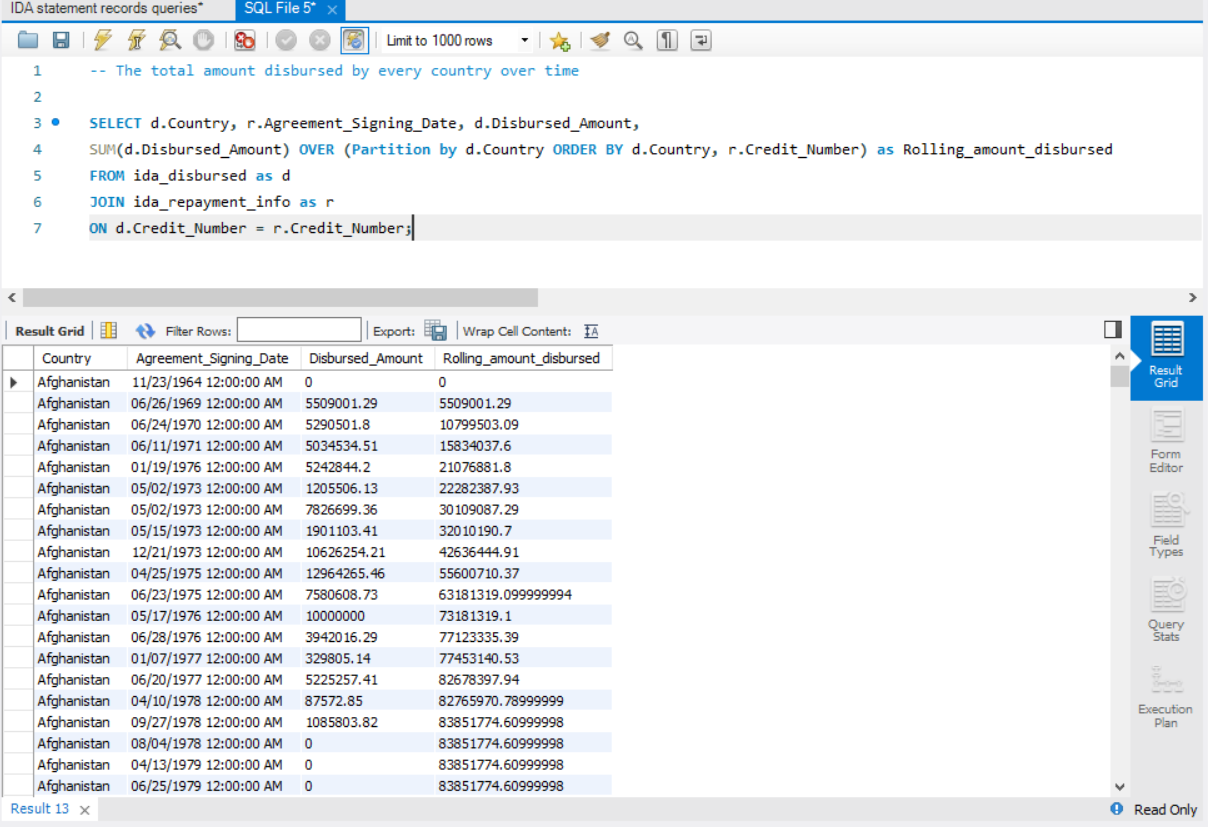 IDA statement records queries* SQL File 5*
Limit to 1000 rows
1 -- The total amount disbursed by every country over time
2
3 SELECT d.Country, r.Agreement_Signing_Date, d.Disbursed_Amount,
4 SUM(d.Disbursed_Amount) OVER (Partition by d.Country ORDER BY d.Country, r.Credit_Number) as Rolling_amount_disbursed
5 FROM ida_disbursed as d
6 JOIN ida_repayment_info as r
7 ON d.Credit_Number = r.Credit_Number;
Result Grid Filter Rows: Export: Wrap Cell Content: IA
Country Agreement_Signing_Date Disbursed_Amount Rolling_amount_disbursed
Afghanistan 11/23/1964 12:00:00 AM 0 0
Afghanistan 06/26/1969 12:00:00 AM 5509001.29 5509001.29
Afghanistan 06/24/1970 12:00:00 AM 5290501.8 10799503.09
Afghanistan 06/11/1971 12:00:00 AM 5034534.51 15834037.6
Afghanistan 01/19/1976 12:00:00 AM 5242844.2 21076881.8
Afghanistan 05/02/1973 12:00:00 AM 1205506.13 22282387.93
Afghanistan 05/02/1973 12:00:00 AM 7826699.36 30109087.29
Afghanistan 05/15/1973 12:00:00 AM 1901103.41 32010190.7
Afghanistan 12/21/1973 12:00:00 AM 10626254.21 42636444.91
Afghanistan 04/25/1975 12:00:00 AM 12964265.46 55600710.37
Afghanistan 06/23/1975 12:00:00 AM 7580608.73 63181319.099999994
Afghanistan 05/17/1976 12:00:00 AM 10000000 73181319.1
Afghanistan 06/28/1976 12:00:00 AM 3942016.29 77123335.39
Afghanistan 01/07/1977 12:00:00 AM 329805.14 77453140.53
Afghanistan 06/20/1977 12:00:00 AM 5225257.41 82678397.94
Afghanistan 04/10/1978 12:00:00 AM 87572.85 82765970.78999999
Afghanistan 09/27/1978 12:00:00 AM 1085803.82 83851774.60999998
Afghanistan 08/04/1978 12:00:00 AM 0 83851774.60999998
Afghanistan 04/13/1979 12:00:00 AM 0 83851774.60999998
Afghanistan 06/25/1979 12:00:00 AM 0 83851774.60999998
Result
Grid
Form
Editor
Field
Types
Query
Stats
Execution
Plan
Result 13 Read Only